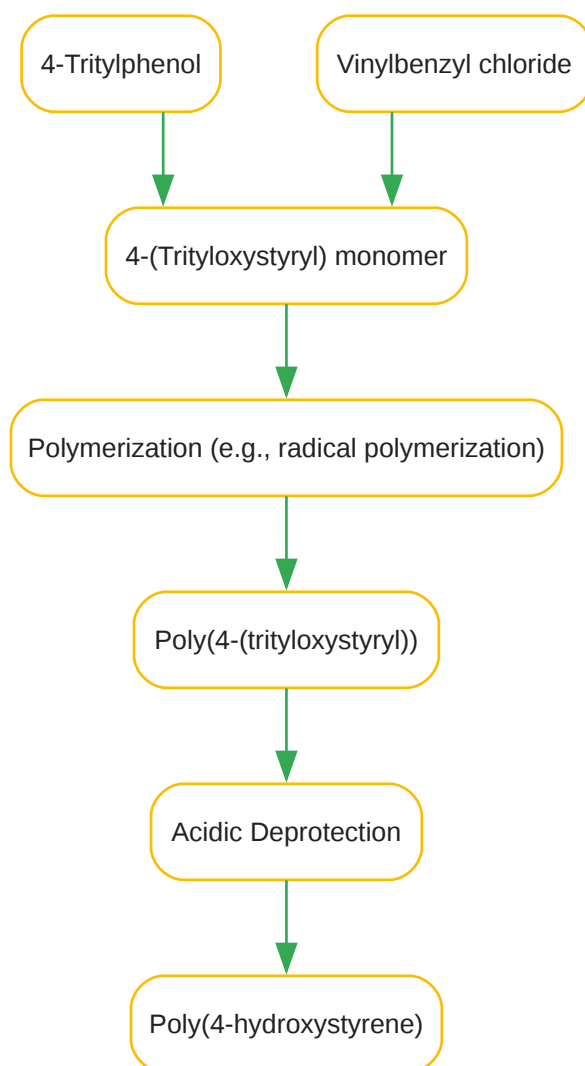 4-Tritylphenol
Vinylbenzyl chloride
4-(Trityloxystyryl) monomer
Polymerization (e.g., radical polymerization)
Poly(4-(trityloxystyryl))
Acidic Deprotection
Poly(4-hydroxystyrene)